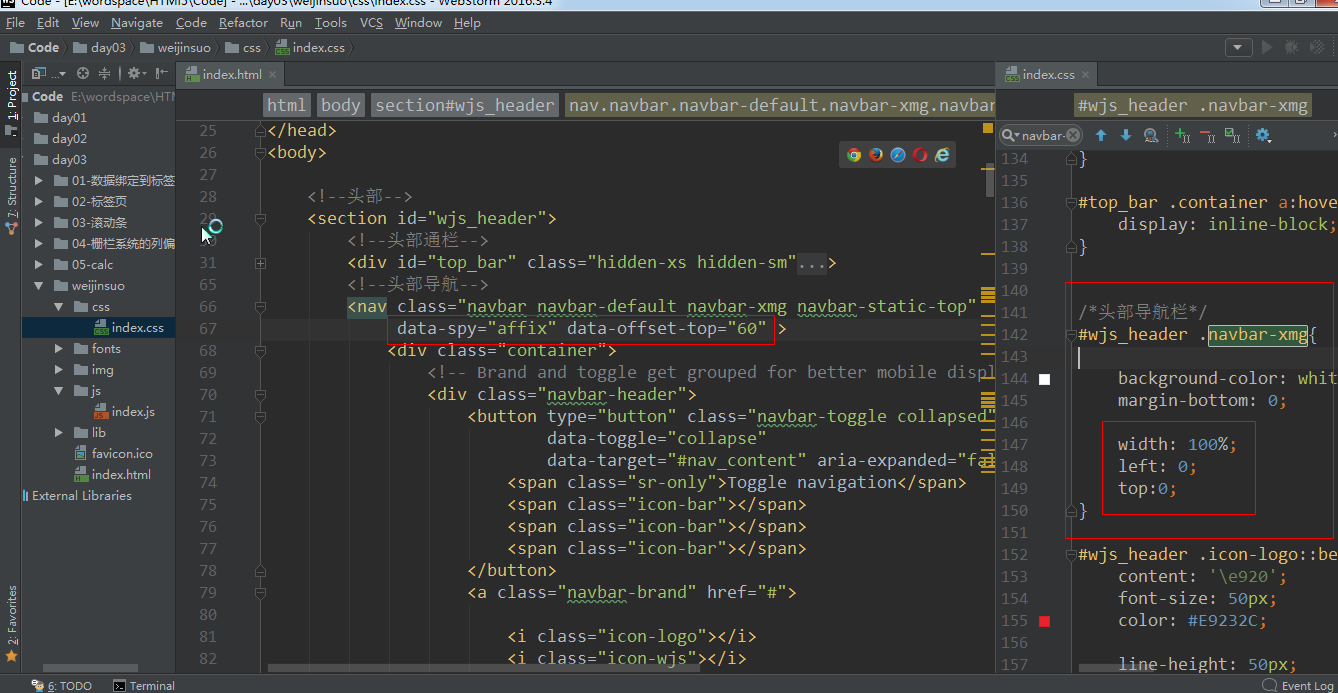 Code - [E:\wordspace\HTML5\Code] - ...\day03\weijinsuo\css\index.css - WebStorm 2016.3.4
File Edit View Navigate Code Refactor Run Tools VCS Window Help
Code day03 weijinsuo css index.css
1: Project
7: Structure
2: Favorites
Code E:\wordspace\HTM
day01
day02
day03
01-数据绑定到标签
02-标签页
03-滚动条
04-栅栏系统的列偏
05-calc
weijinsuo
css
index.css
fonts
img
js
index.js
lib
favicon.ico
index.html
External Libraries
index.html
html body section#wjs_header nav.navbar.navbar-default.navbar-xmg.navbar
25 </head>
26 <body>
27
28 <!--头部-->
29 <section id="wjs_header">
30 <!--头部通栏-->
31 <div id="top_bar" class="hidden-xs hidden-sm"...>
65 <!--头部导航-->
66 <nav class="navbar navbar-default navbar-xmg navbar-static-top"
67 data-spy="affix" data-offset-top="60" >
68 <div class="container">
69 <!-- Brand and toggle get grouped for better mobile displ
70 <div class="navbar-header">
71 <button type="button" class="navbar-toggle collapsed"
72 data-toggle="collapse"
73 data-target="#nav_content" aria-expanded="fal
74 <span class="sr-only">Toggle navigation</span>
75 <span class="icon-bar"></span>
76 <span class="icon-bar"></span>
77 <span class="icon-bar"></span>
78 </button>
79 <a class="navbar-brand" href="#">
80
81 <i class="icon-logo"></i>
82 <i class="icon-wjs"></i>
index.css
#wjs_header .navbar-xmg
navbar-
134 }
135
136 #top_bar .container a:hove
137 display: inline-block;
138 }
139
140
141 /*头部导航栏*/
142 #wjs_header .navbar-xmg{
143
144 background-color: whit
145 margin-bottom: 0;
146
147 width: 100%;
148 left: 0;
149 top:0;
150 }
151
152 #wjs_header .icon-logo::be
153 content: '\e920';
154 font-size: 50px;
155 color: #E9232C;
156
157 line-height: 50px;
6: TODO Terminal Event Log